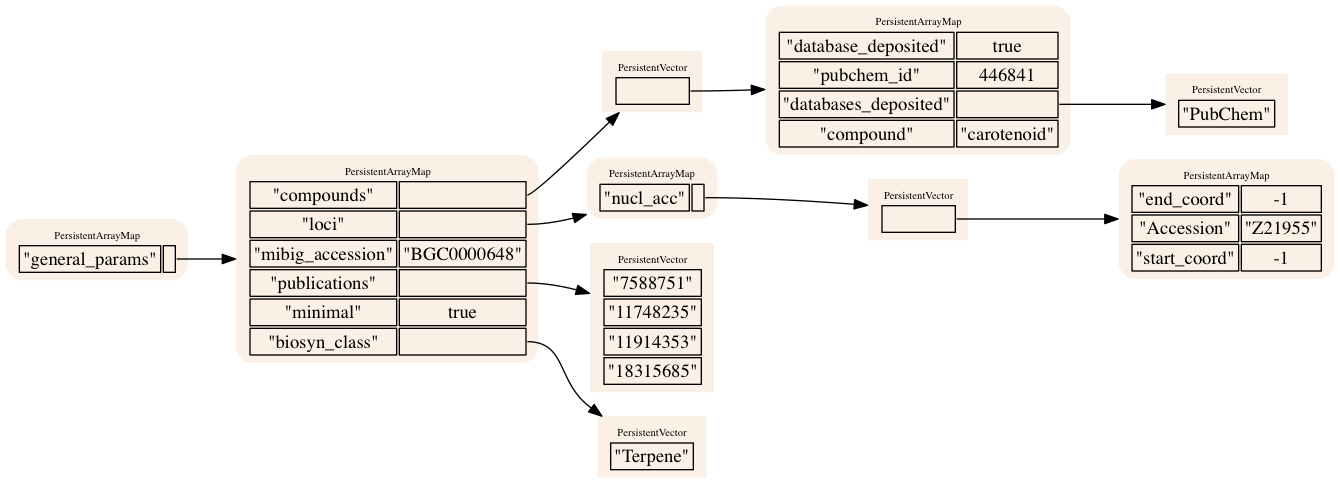 PersistentArrayMap
"general_params"
PersistentArrayMap
"compounds"
"loci"
"mibig_accession" "BGC0000648"
"publications"
"minimal" true
"biosyn_class"
PersistentVector
PersistentArrayMap
"database_deposited" true
"pubchem_id" 446841
"databases_deposited"
"compound" "carotenoid"
PersistentVector
"PubChem"
PersistentArrayMap
"nucl_acc"
PersistentVector
PersistentArrayMap
"end_coord" -1
"Accession" "Z21955"
"start_coord" -1
PersistentVector
"7588751"
"11748235"
"11914353"
"18315685"
PersistentVector
"Terpene"